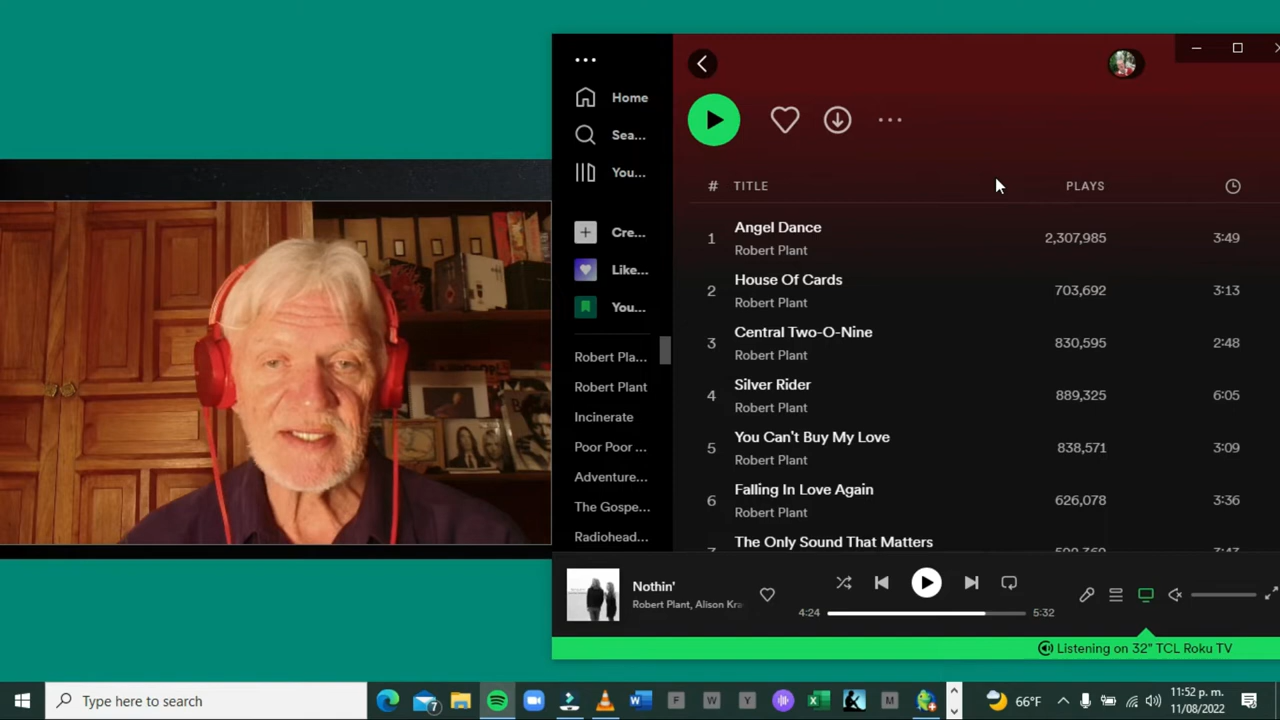 Home
Sea...
You...
Cre...
Like...
You...
Robert Pla...
Robert Plant
Incinerate
Poor Poor ...
Adventure...
The Gospe...
Radiohead...
# TITLE PLAYS
1 Angel Dance 2,307,985 3:49
Robert Plant
2 House Of Cards 703,692 3:13
Robert Plant
3 Central Two-O-Nine 830,595 2:48
Robert Plant
4 Silver Rider 889,325 6:05
Robert Plant
5 You Can't Buy My Love 838,571 3:09
Robert Plant
6 Falling In Love Again 626,078 3:36
Robert Plant
The Only Sound That Matters
Nothin'
Robert Plant, Alison Kra
4:24 5:32
Listening on 32" TCL Roku TV
Type here to search
7
W F W Y X M
66°F
11:52 p. m.
11/08/2022